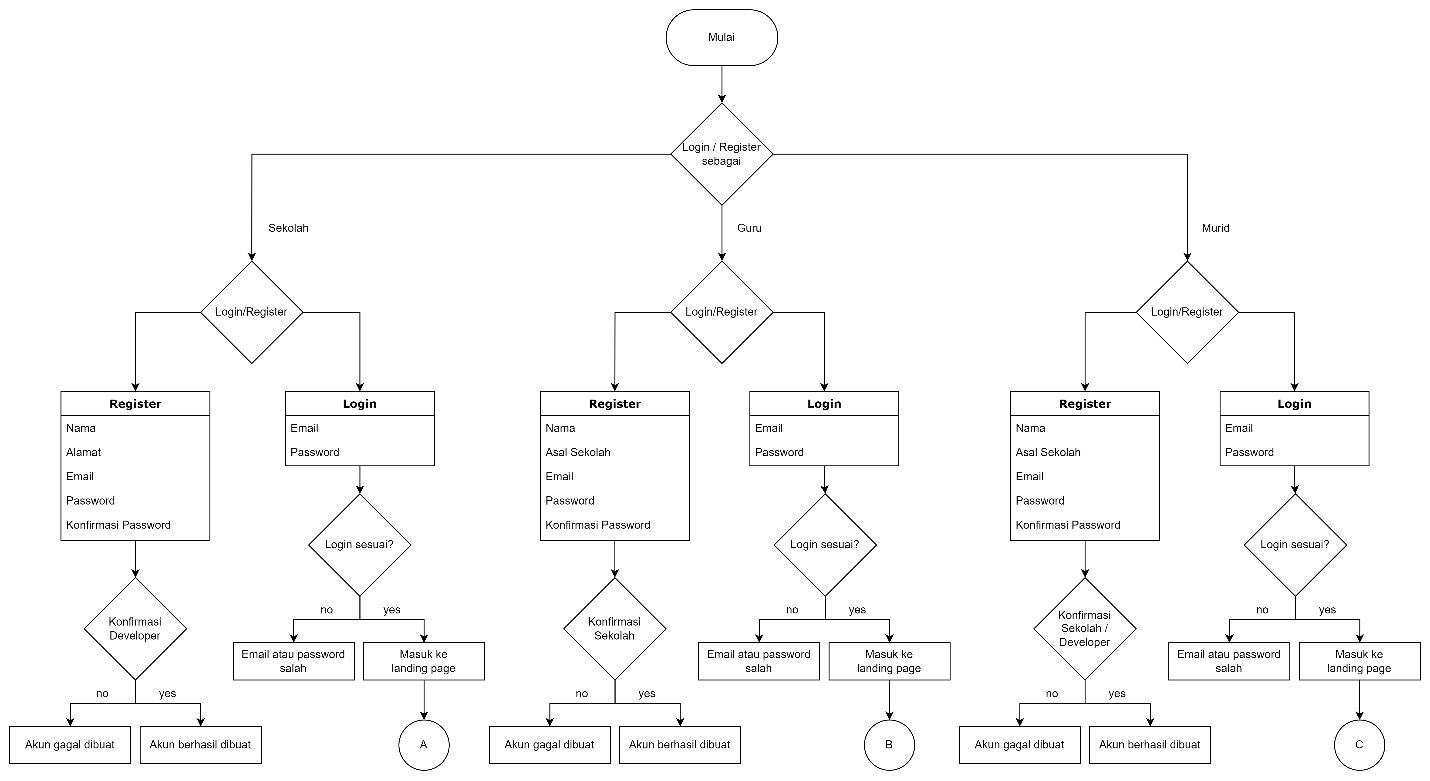 Mulai
Login / Register
sebagai
Sekolah
Guru
Murid
Login/Register
Login/Register
Login/Register
Register
Nama
Alamat
Email
Password
Konfirmasi Password
Login
Email
Password
Register
Nama
Asal Sekolah
Email
Password
Konfirmasi Password
Login
Email
Password
Register
Nama
Asal Sekolah
Email
Password
Konfirmasi Password
Login
Email
Password
Konfirmasi
Developer
Login sesuai?
Konfirmasi
Sekolah
Login sesuai?
Konfirmasi
Sekolah /
Developer
Login sesuai?
no
yes
Email atau password
salah
Masuk ke
landing page
no
yes
Email atau password
salah
Masuk ke
landing page
no
yes
Email atau password
salah
Masuk ke
landing page
no
yes
Akun gagal dibuat
Akun berhasil dibuat
A
no
yes
Akun gagal dibuat
Akun berhasil dibuat
B
no
yes
Akun gagal dibuat
Akun berhasil dibuat
C